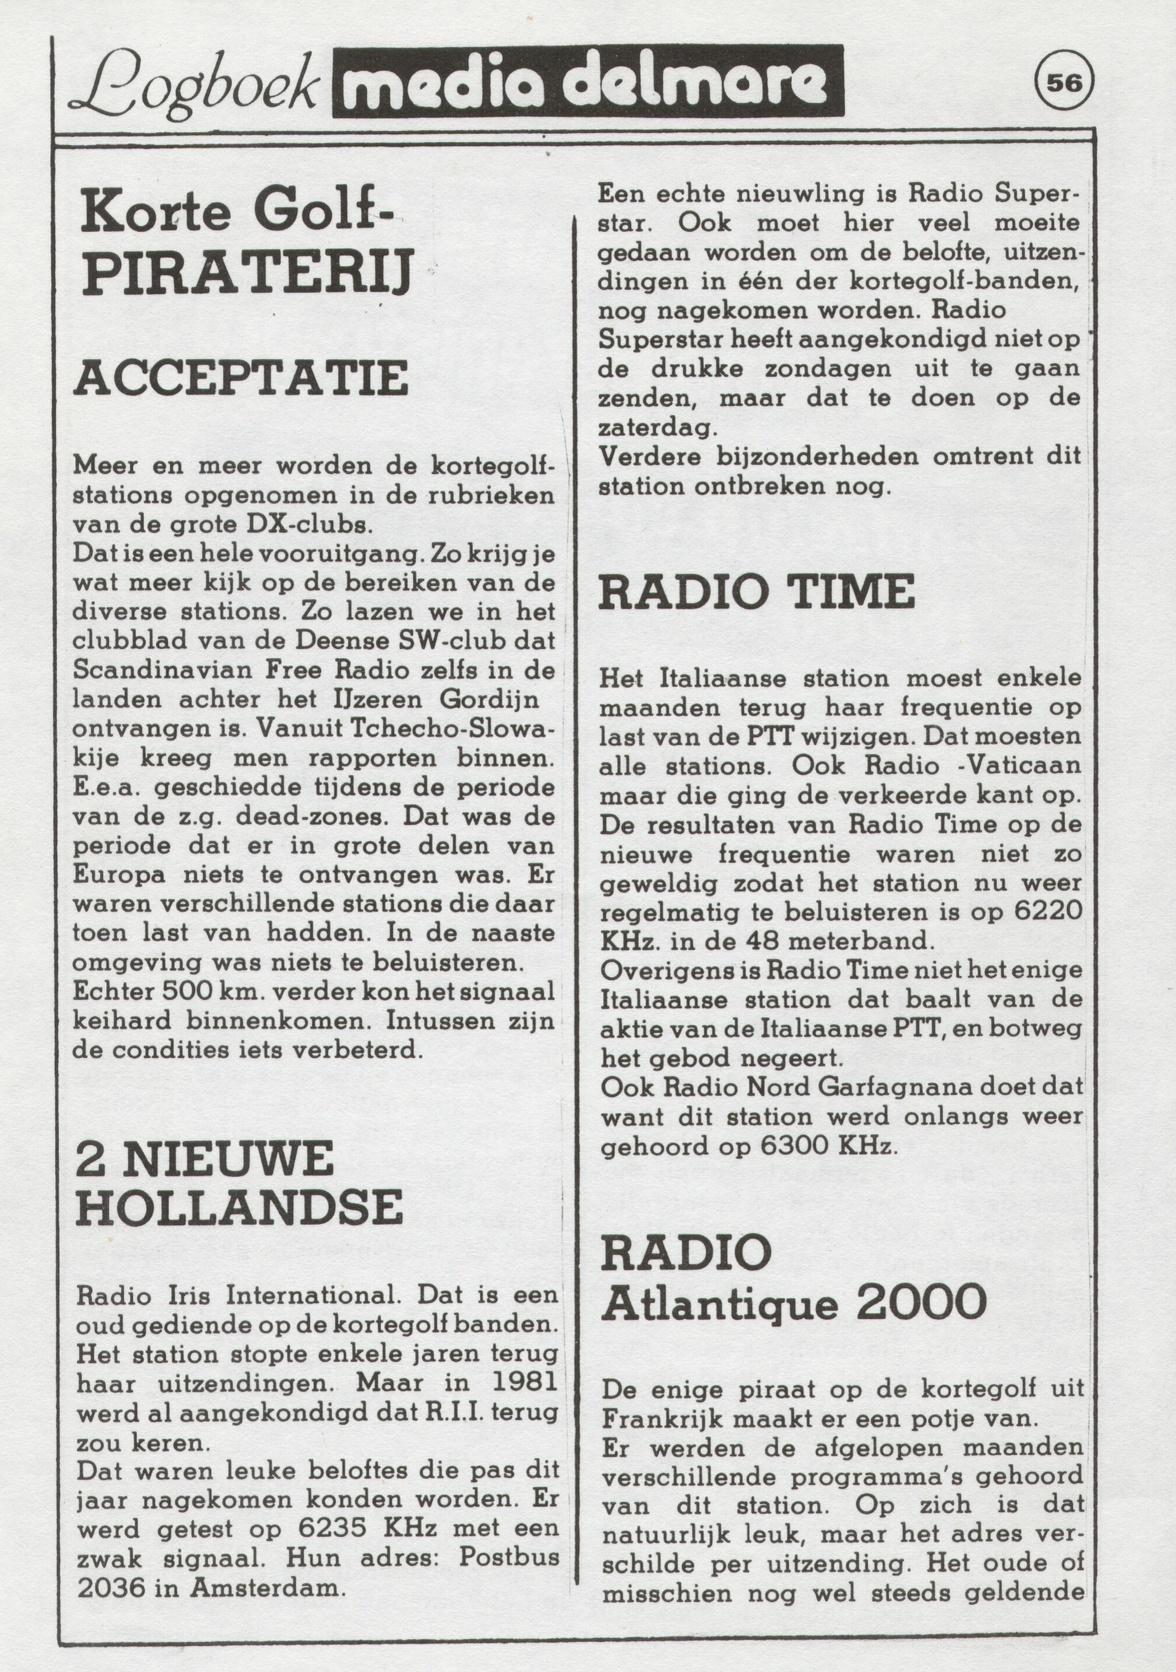 Logboek media delmare
56
Korte Golf-
PIRATERIJ
ACCEPTATIE
Meer en meer worden de kortegolf-
stations opgenomen in de rubrieken
van de grote DX-clubs.
Dat is een hele vooruitgang. Zo krijg je
wat meer kijk op de bereiken van de
diverse stations. Zo lazen we in het
clubblad van de Deense SW-club dat
Scandinavian Free Radio zelfs in de
landen achter het IJzeren Gordijn
ontvangen is. Vanuit Tchecho-Slowa-
kije kreeg men rapporten binnen.
E.e.a. geschiedde tijdens de periode
van de z.g. dead-zones. Dat was de
periode dat er in grote delen van
Europa niets te ontvangen was. Er
waren verschillende stations die daar
toen last van hadden. In de naaste
omgeving was niets te beluisteren.
Echter 500 km. verder kon het signaal
keihard binnenkomen. Intussen zijn
de condities iets verbeterd.
2 NIEUWE
HOLLANDSE
Radio Iris International. Dat is een
oud gediende op de kortegolf banden.
Het station stopte enkele jaren terug
haar uitzendingen. Maar in 1981
werd al aangekondigd dat R.I.I. terug
zou keren.
Dat waren leuke beloftes die pas dit
jaar nagekomen konden worden. Er
werd getest op 6235 KHz met een
zwak signaal. Hun adres: Postbus
2036 in Amsterdam.
Een echte nieuwling is Radio Super-
star. Ook moet hier veel moeite
gedaan worden om de belofte, uitzen-
dingen in één der kortegolf-banden,
nog nagekomen worden. Radio
Superstar heeft aangekondigd niet op
de drukke zondagen uit te gaan
zenden, maar dat te doen op de
zaterdag.
Verdere bijzonderheden omtrent dit
station ontbreken nog.
RADIO TIME
Het Italiaanse station moest enkele
maanden terug haar frequentie op
last van de PTT wijzigen. Dat moesten
alle stations. Ook Radio -Vaticaan
maar die ging de verkeerde kant op.
De resultaten van Radio Time op de
nieuwe frequentie waren niet zo
geweldig zodat het station nu weer
regelmatig te beluisteren is op 6220
KHz. in de 48 meterband.
Overigens is Radio Time niet het enige
Italiaanse station dat baalt van de
aktie van de Italiaanse PTT, en botweg
het gebod negeert.
Ook Radio Nord Garfagnana doet dat
want dit station werd onlangs weer
gehoord op 6300 KHz.
RADIO
Atlantique 2000
De enige piraat op de kortegolf uit
Frankrijk maakt er een potje van.
Er werden de afgelopen maanden
verschillende programma's gehoord
van dit station. Op zich is dat
natuurlijk leuk, maar het adres ver-
schilde per uitzending. Het oude of
misschien nog wel steeds geldende